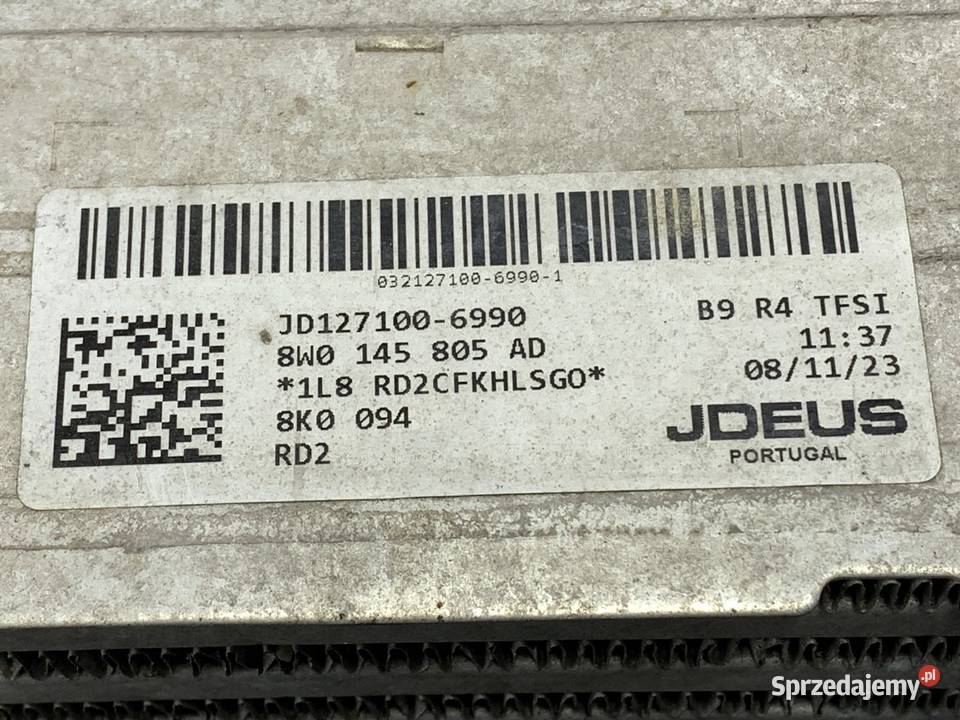 032127100-6990-1
JD127100-6990
8W0 145 805 AD
*1L8 RD2CFKHLSGO*
8K0 094
RD2
B9 R4 TFSI
11:37
08/11/23
JDEUS
PORTUGAL
Sprzedajemy.pl